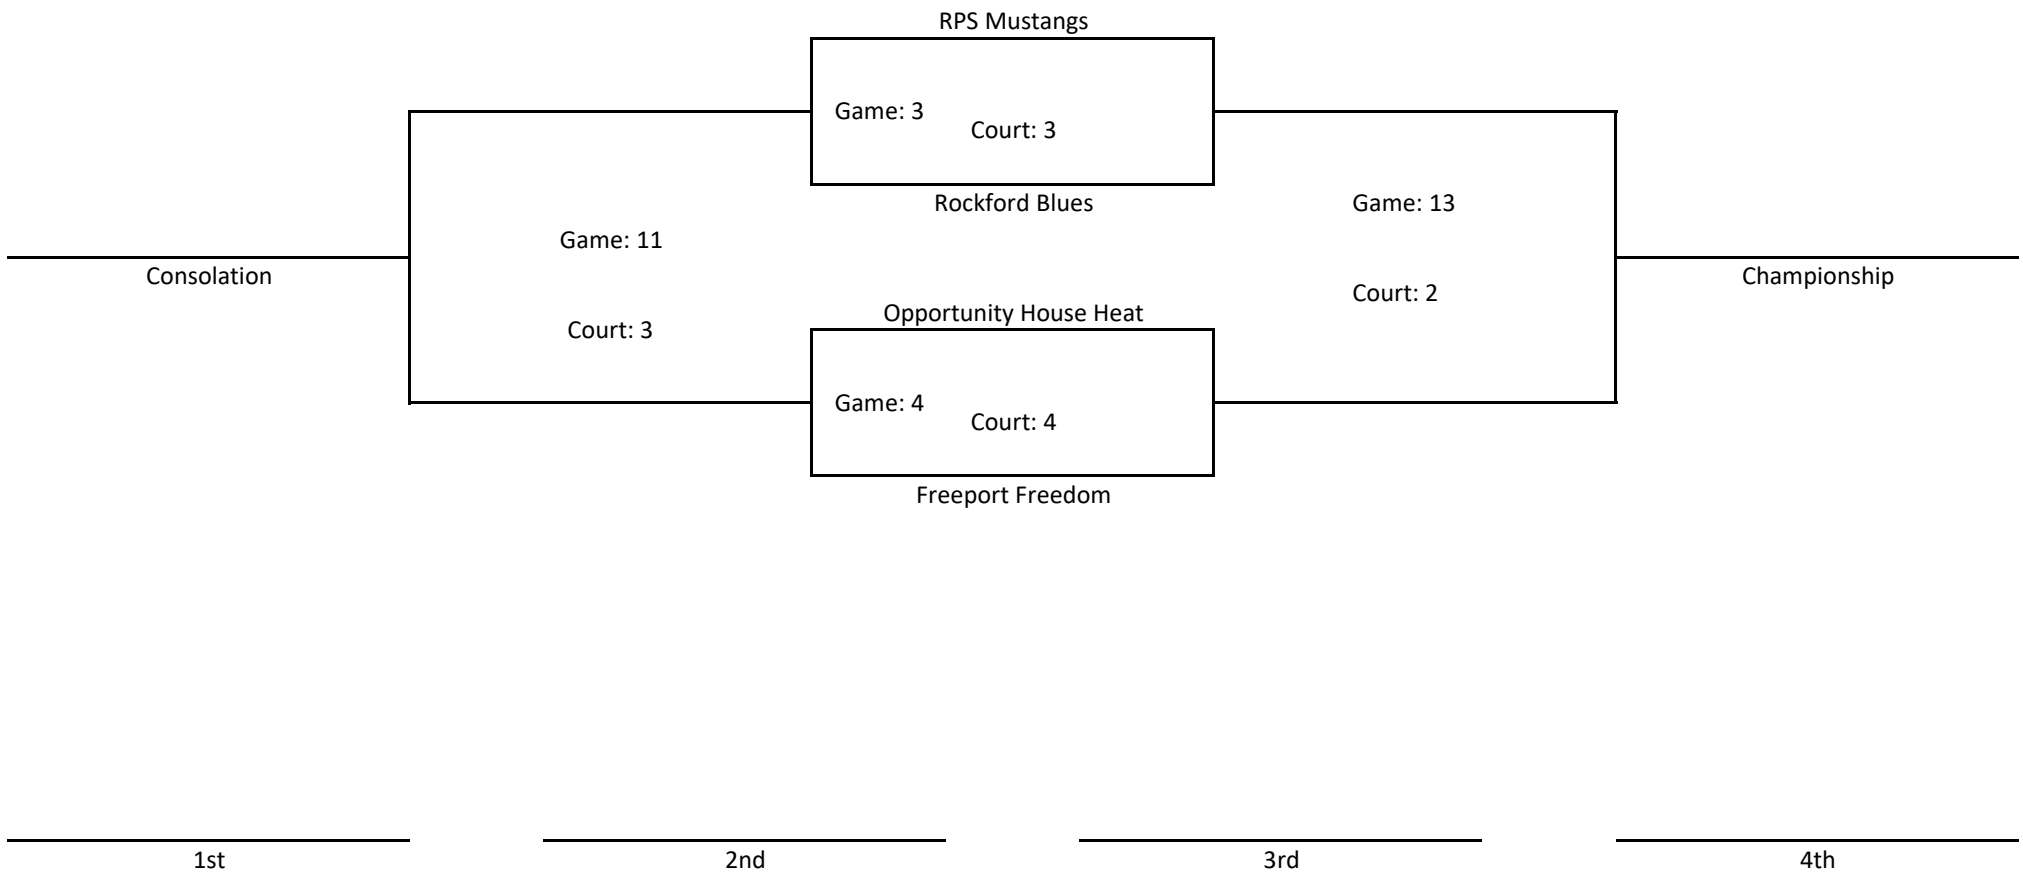 RPS Mustangs
Game: 3
Court: 3
Rockford Blues
Game: 13
Game: 11
Consolation
Championship
Court: 2
Opportunity House Heat
Court: 3
Game: 4
Court: 4
Freeport Freedom
1st
2nd
3rd
4th